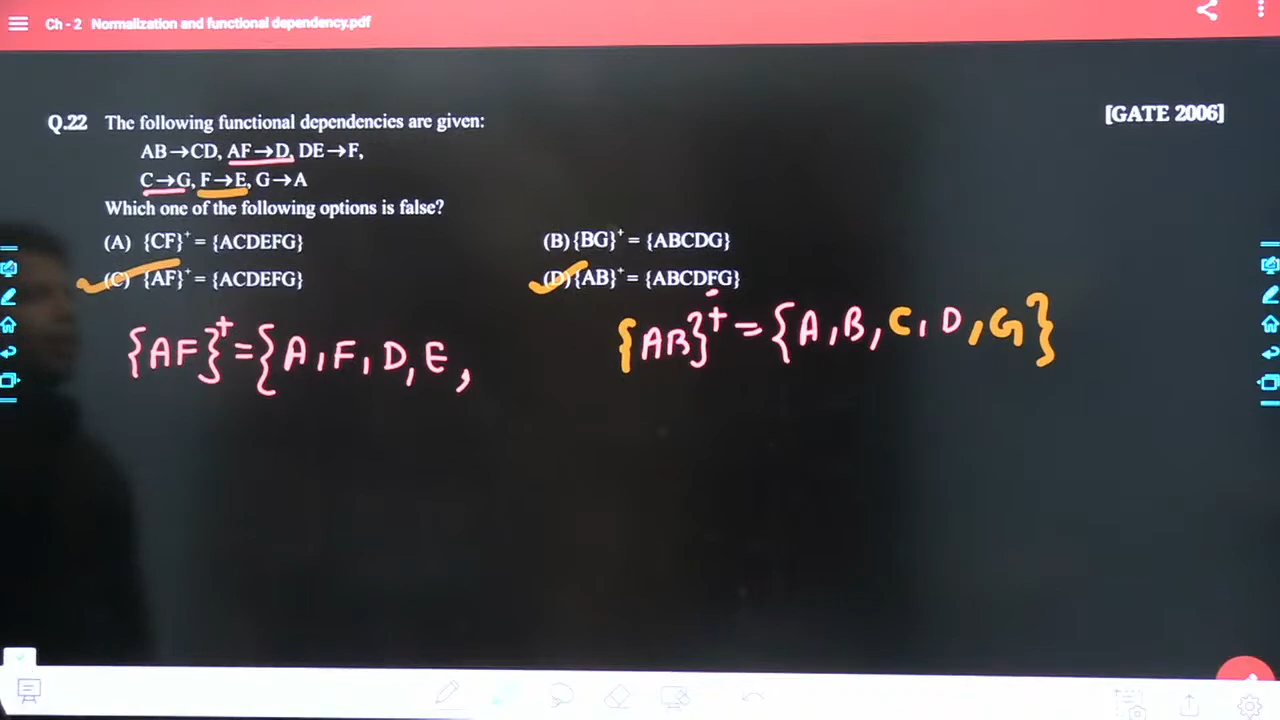 Ch - 2 Normalization and functional dependency.pdf
Q.22 The following functional dependencies are given: [GATE 2006]
AB→CD, AF→D, DE→F,
C→G, F→E, G→A
Which one of the following options is false?
(A) {CF}⁺ = {ACDEFG} (B) {BG}⁺ = {ABCDG}
(C) {AF}⁺ = {ACDEFG} (D) {AB}⁺ = {ABCDFG}
{AF}⁺ = {A, F, D, E, {AB}⁺ = {A, B, C, D, G}